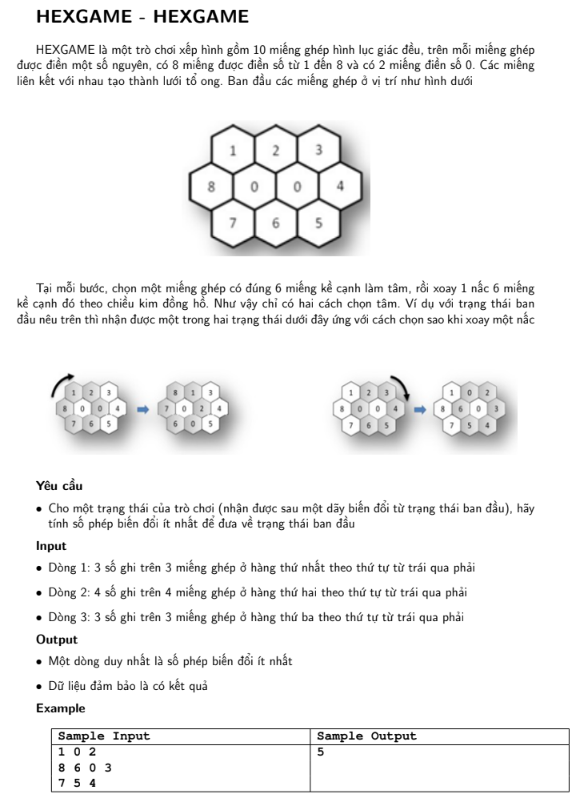 HEXGAME - HEXGAME
HEXGAME là một trò chơi xếp hình gồm 10 miếng ghép hình lục giác đều, trên mỗi miếng ghép
được điền một số nguyên, có 8 miếng được điền số từ 1 đến 8 và có 2 miếng điền số 0. Các miếng
liên kết với nhau tạo thành lưới tổ ong. Ban đầu các miếng ghép ở vị trí như hình dưới
1 2 3
8 0 0 4
7 6 5
Tại mỗi bước, chọn một miếng ghép có đúng 6 miếng kề cạnh làm tâm, rồi xoay 1 nấc 6 miếng
kề cạnh đó theo chiều kim đồng hồ. Như vậy chỉ có hai cách chọn tâm. Ví dụ với trạng thái ban
đầu nêu trên thì nhận được một trong hai trạng thái dưới đây ứng với cách chọn sao khi xoay một nấc
1 2 3 8 1 3 1 2 3 1 0 2
8 0 0 4 7 0 2 4 8 0 0 4 8 6 0 3
7 6 5 6 0 5 7 6 5 7 5 4
Yêu cầu
• Cho một trạng thái của trò chơi (nhận được sau một dãy biến đổi từ trạng thái ban đầu), hãy
tính số phép biến đổi ít nhất để đưa về trạng thái ban đầu
Input
• Dòng 1: 3 số ghi trên 3 miếng ghép ở hàng thứ nhất theo thứ tự từ trái qua phải
• Dòng 2: 4 số ghi trên 4 miếng ghép ở hàng thứ hai theo thứ tự từ trái qua phải
• Dòng 3: 3 số ghi trên 3 miếng ghép ở hàng thứ ba theo thứ tự từ trái qua phải
Output
• Một dòng duy nhất là số phép biến đổi ít nhất
• Dữ liệu đảm bảo là có kết quả
Example
Sample Input Sample Output
1 0 2 5
8 6 0 3
7 5 4